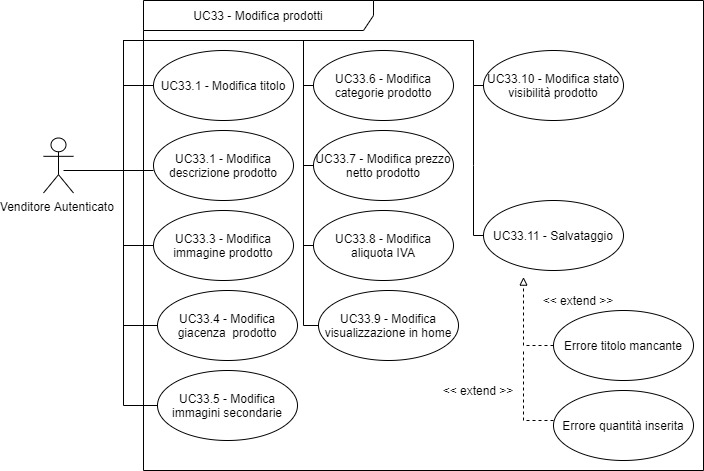 UC33 - Modifica prodotti
UC33.1 - Modifica titolo
UC33.1 - Modifica
descrizione prodotto
UC33.3 - Modifica
immagine prodotto
UC33.4 - Modifica
giacenza prodotto
UC33.5 - Modifica
immagini secondarie
UC33.6 - Modifica
categorie prodotto
UC33.7 - Modifica prezzo
netto prodotto
UC33.8 - Modifica
aliquota IVA
UC33.9 - Modifica
visualizzazione in home
UC33.10 - Modifica stato
visibilità prodotto
UC33.11 - Salvataggio
Venditore Autenticato
<< extend >>
Errore titolo mancante
<< extend >>
Errore quantità inserita